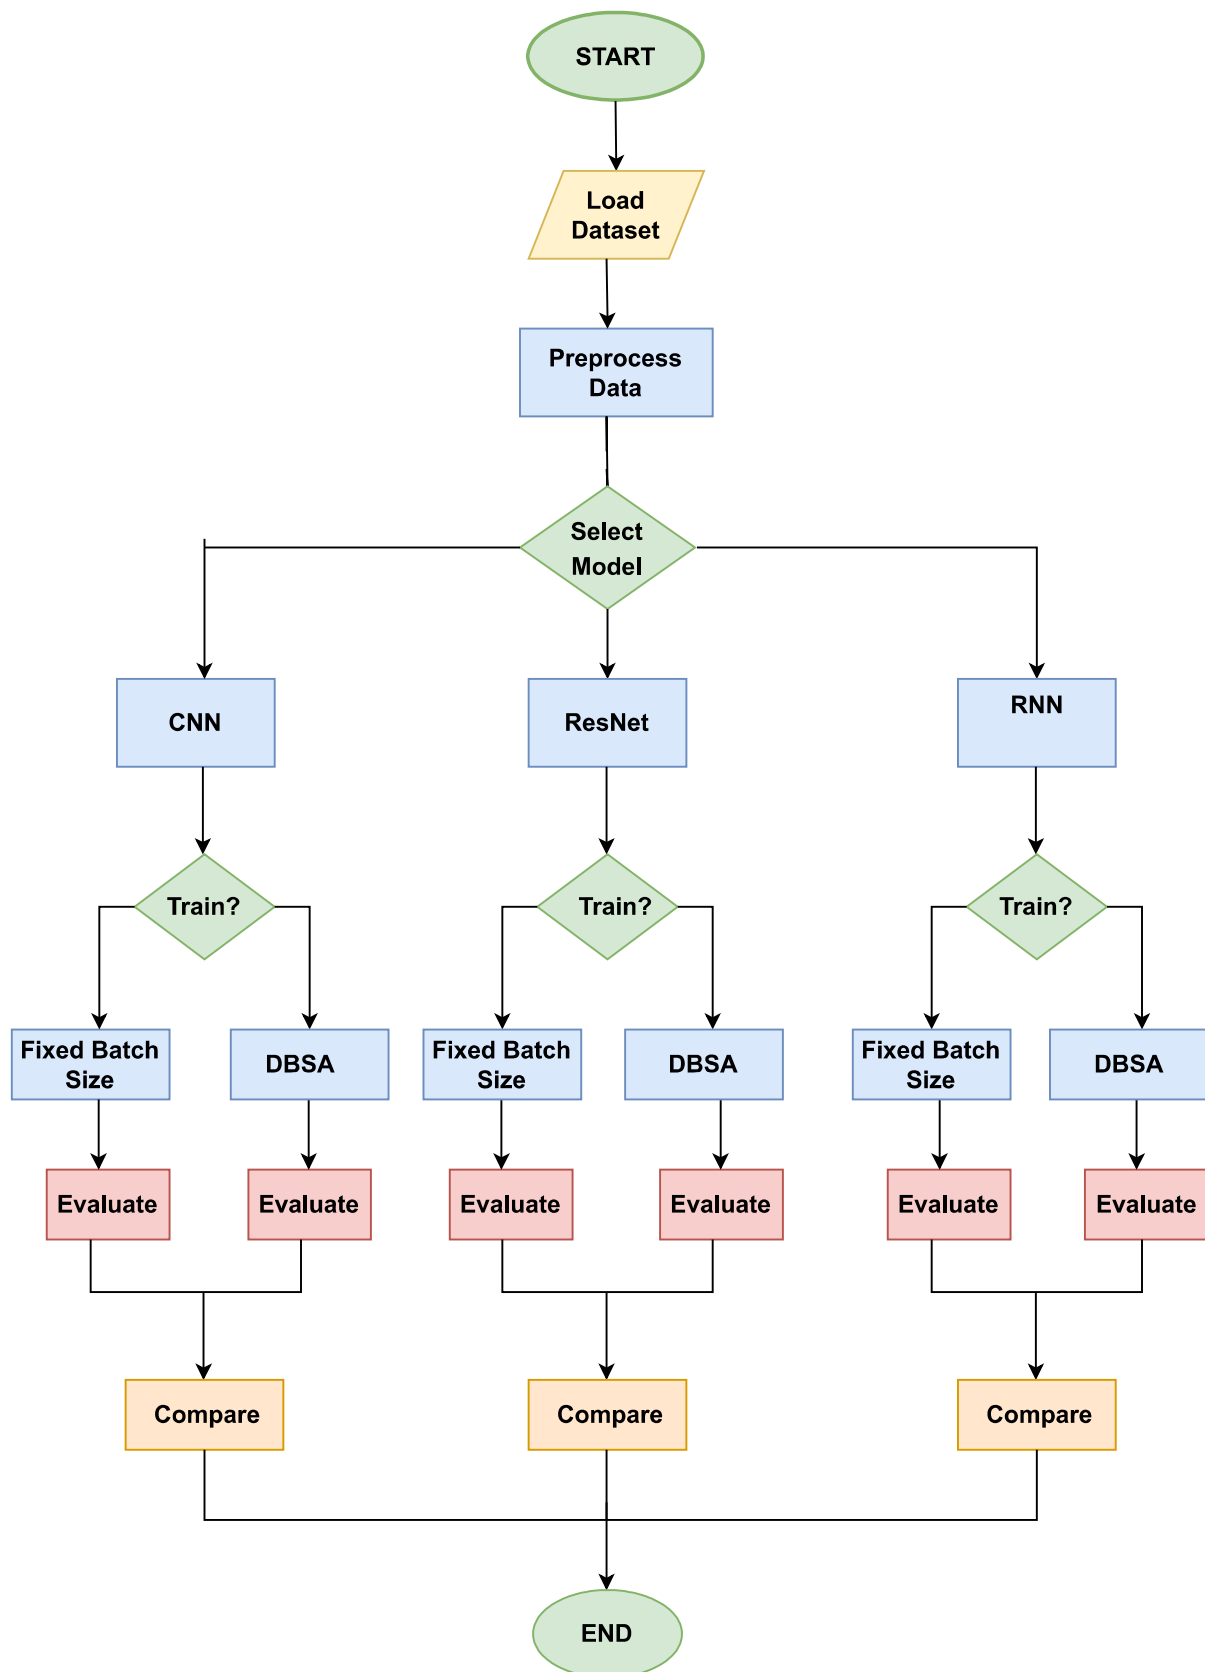 START
Load
Dataset
Preprocess
Data
Select
Model
CNN
ResNet
RNN
Train?
Train?
Train?
Fixed Batch
Size
DBSA
Fixed Batch
Size
DBSA
Fixed Batch
Size
DBSA
Evaluate
Evaluate
Evaluate
Evaluate
Evaluate
Evaluate
Compare
Compare
Compare
END